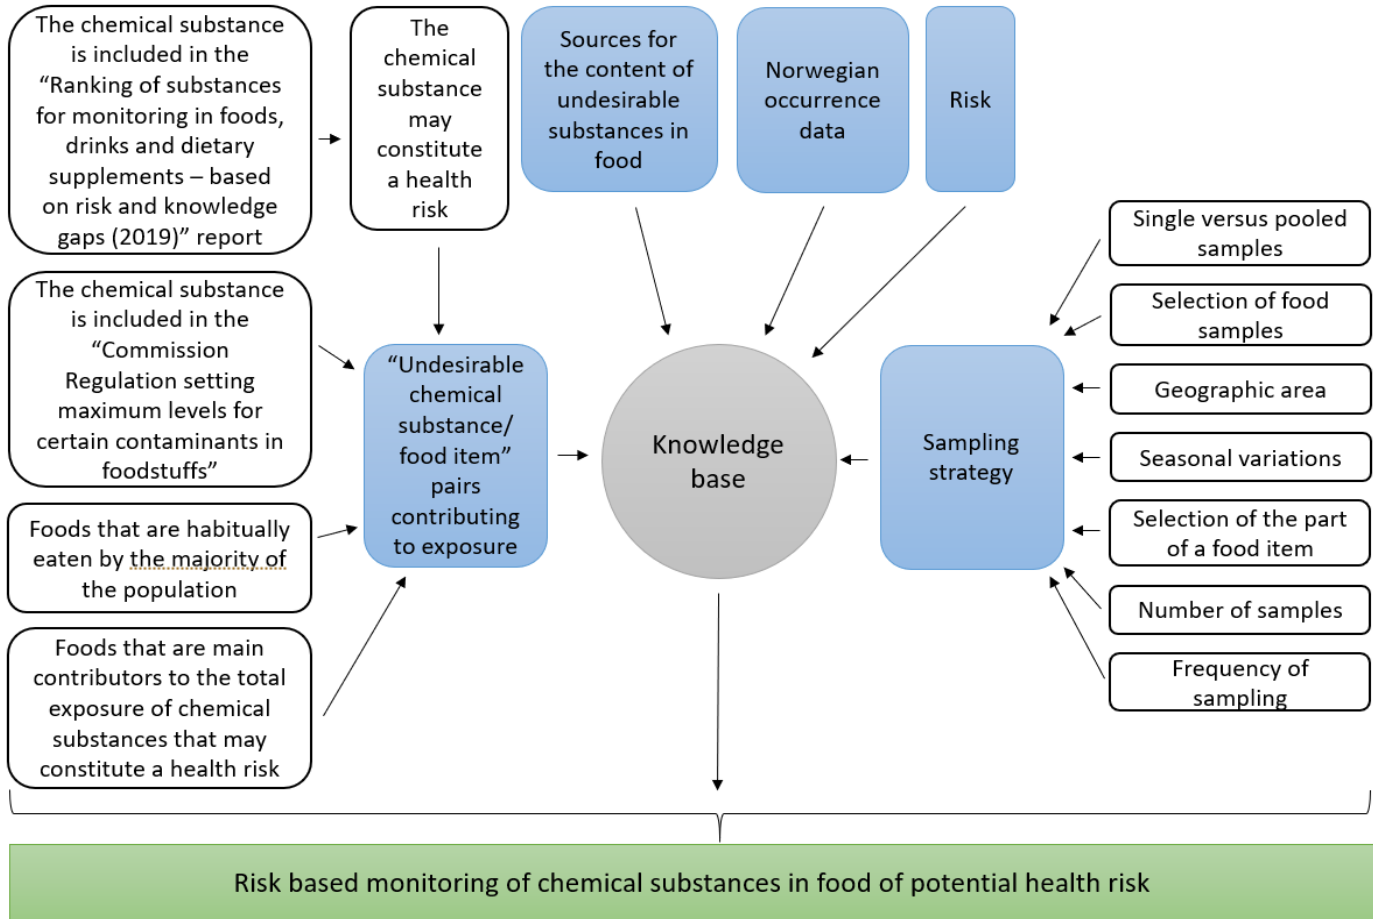 The chemical substance
is included in the
“Ranking of substances
for monitoring in foods,
drinks and dietary
supplements – based
on risk and knowledge
gaps (2019)” report
The
chemical
substance
may
constitute
a health
risk
Sources for
the content of
undesirable
substances in
food
Norwegian
occurrence
data
Risk
The chemical substance
is included in the
“Commission
Regulation setting
maximum levels for
certain contaminants in
foodstuffs”
Foods that are habitually
eaten by the majority of
the population
Foods that are main
contributors to the total
exposure of chemical
substances that may
constitute a health risk
“Undesirable
chemical
substance/
food item”
pairs
contributing
to exposure
Knowledge
base
Sampling
strategy
Single versus pooled
samples
Selection of food
samples
Geographic area
Seasonal variations
Selection of the part
of a food item
Number of samples
Frequency of
sampling
Risk based monitoring of chemical substances in food of potential health risk